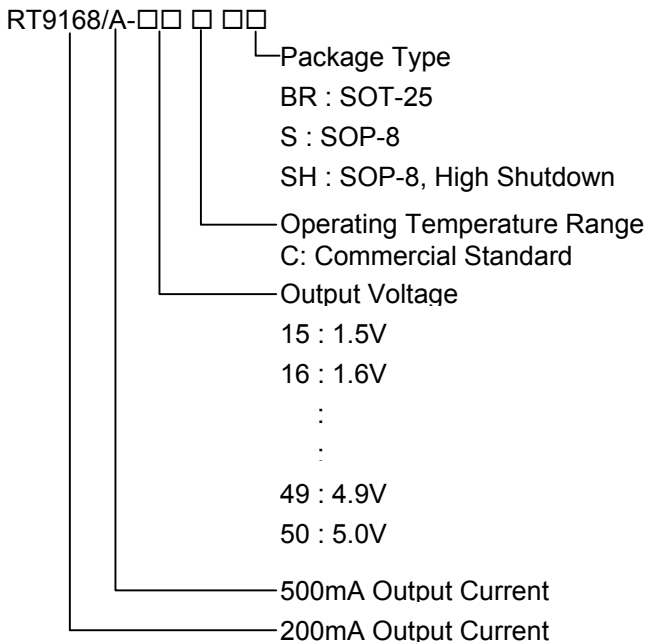 RT9168/A-□□ □ □□
Package Type
BR : SOT-25
S : SOP-8
SH : SOP-8, High Shutdown
Operating Temperature Range
C: Commercial Standard
Output Voltage
15 : 1.5V
16 : 1.6V
:
:
49 : 4.9V
50 : 5.0V
500mA Output Current
200mA Output Current